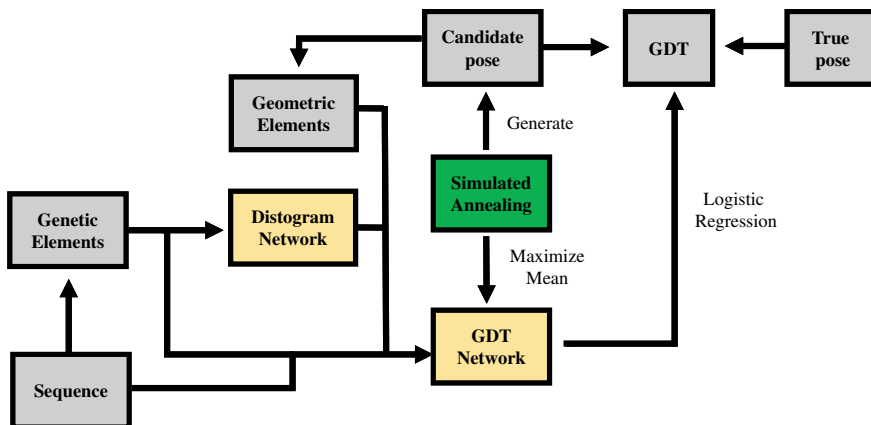 Candidate
pose
GDT
True
pose
Geometric
Elements
Generate
Simulated
Annealing
Genetic
Elements
Distogram
Network
Logistic
Regression
Maximize
Mean
GDT
Network
Sequence